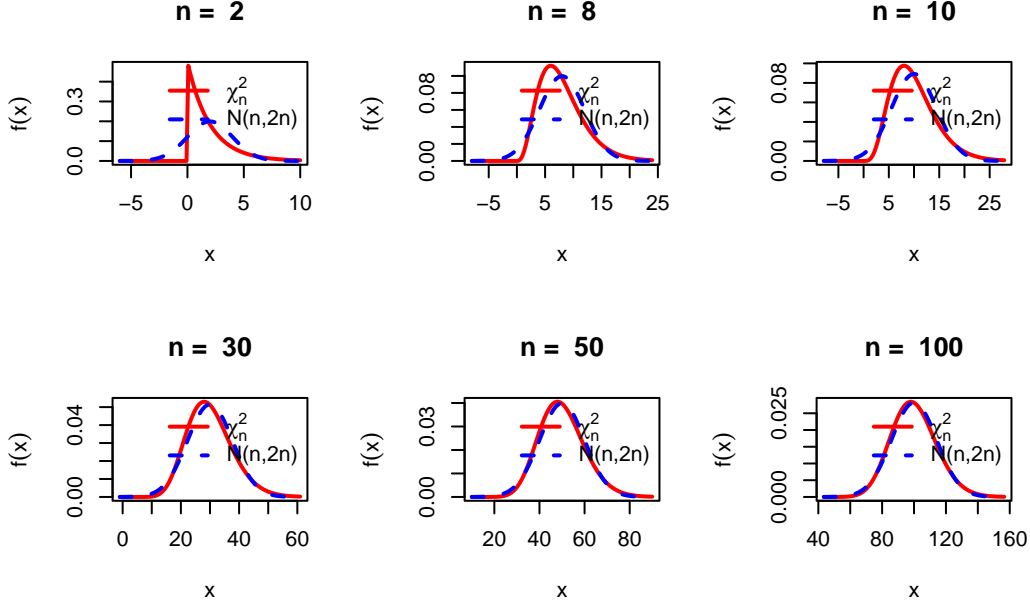 n = 2
f(x)
0.0 0.3
χ²ₙ
N(n,2n)
−5 0 5 10
x
n = 8
f(x)
0.00 0.08
χ²ₙ
N(n,2n)
−5 5 15 25
x
n = 10
f(x)
0.00 0.08
χ²ₙ
N(n,2n)
−5 5 15 25
x
n = 30
f(x)
0.00 0.04
χ²ₙ
N(n,2n)
0 20 40 60
x
n = 50
f(x)
0.00 0.03
χ²ₙ
N(n,2n)
20 40 60 80
x
n = 100
f(x)
0.000 0.025
χ²ₙ
N(n,2n)
40 80 120 160
x